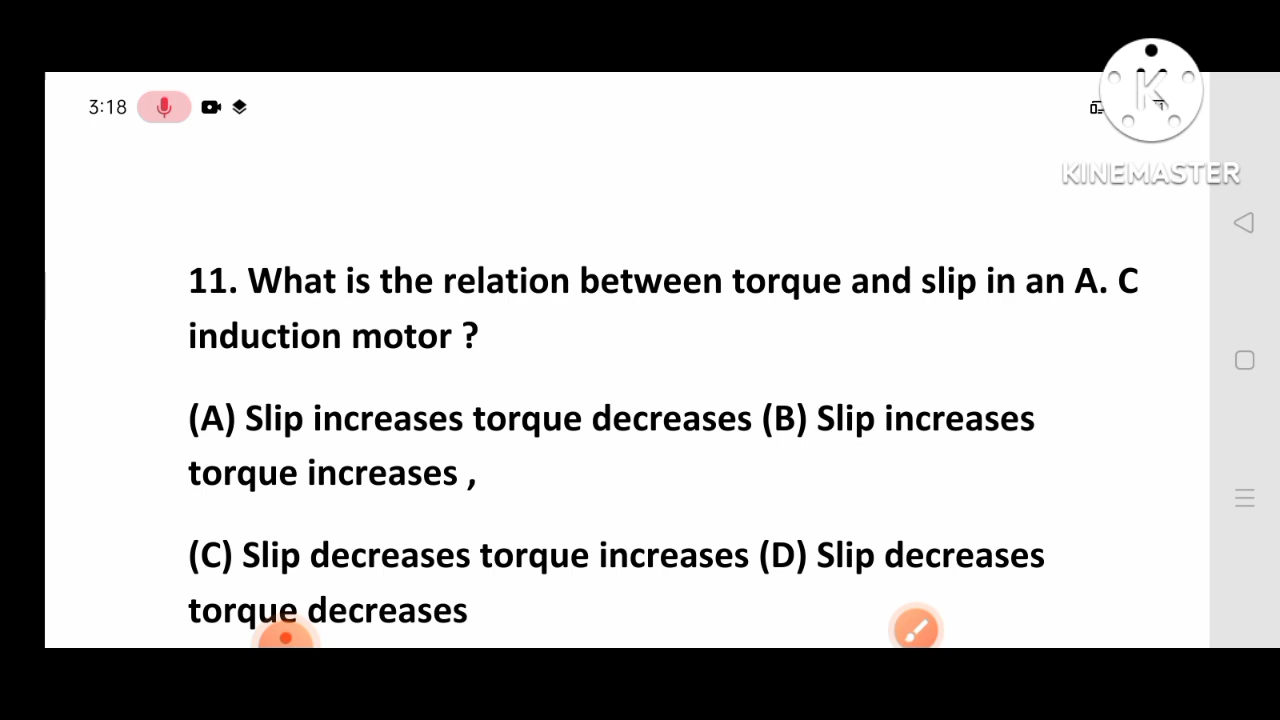 3:18
K
KINEMASTER
11. What is the relation between torque and slip in an A. C
induction motor ?
(A) Slip increases torque decreases (B) Slip increases
torque increases ,
(C) Slip decreases torque increases (D) Slip decreases
torque decreases